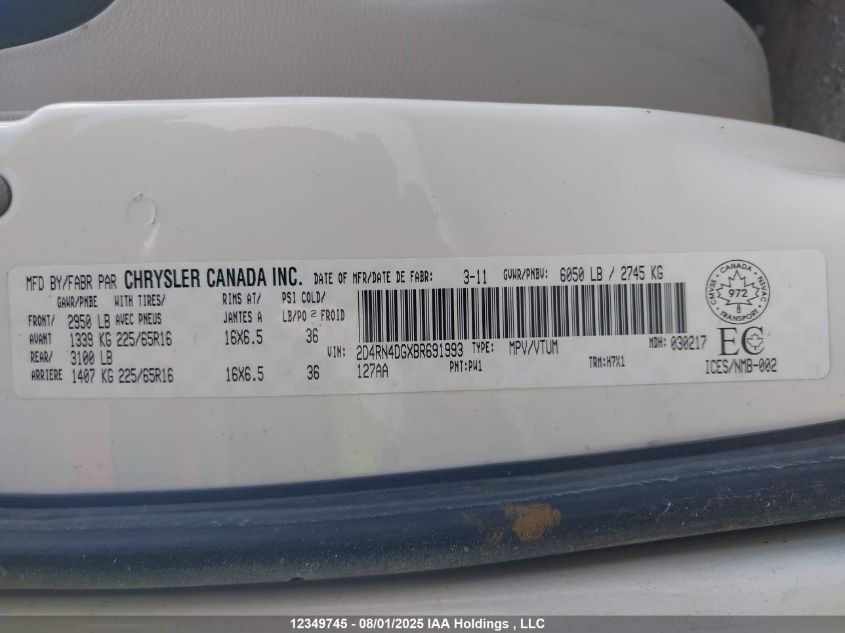 MFD BY/FABR PAR CHRYSLER CANADA INC. DATE OF MFR/DATE DE FABR: 3-11 GVWR/PNBV: 6050 LB / 2745 KG
GAWR/PNBE WITH TIRES/ RIMS AT/ PSI COLD/
FRONT/ 2950 LB AVEC PNEUS JANTES A LB/PO 2 FROID
AVANT 1339 KG 225/65R16 16X6.5 36
REAR/ 3100 LB
ARRIERE 1407 KG 225/65R16 16X6.5 36
VIN: 2D4RN4DGXBR691993 TYPE: MPV/VTUM MDH: 030217
127AA PNT:PW1 TRM:H7X1
CANADA
CMVSS NSVAC
972
TRANSPORT
EC
ICES/NMB-002
12349745 - 08/01/2025 IAA Holdings , LLC